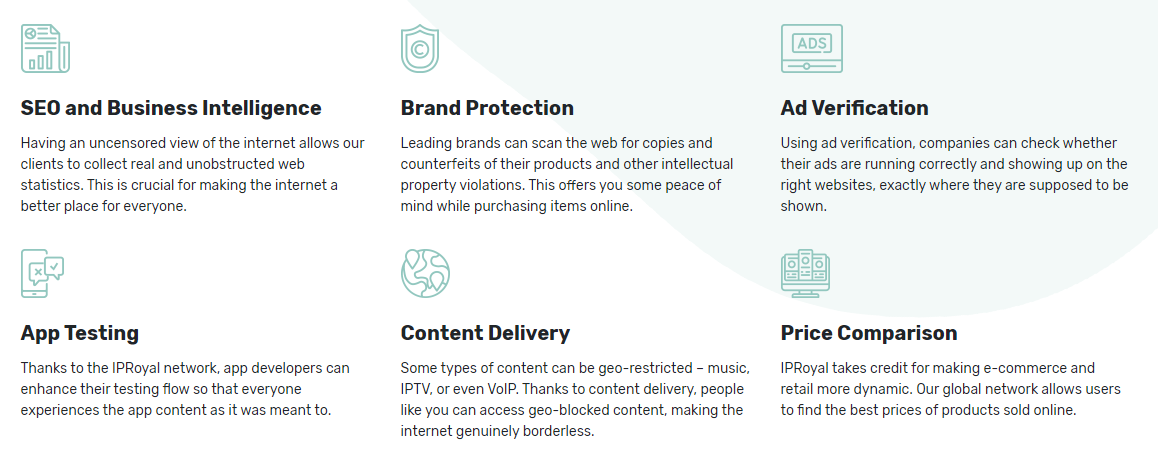 ADS
SEO and Business Intelligence
Having an uncensored view of the internet allows our
clients to collect real and unobstructed web
statistics. This is crucial for making the internet a
better place for everyone.
Brand Protection
Leading brands can scan the web for copies and
counterfeits of their products and other intellectual
property violations. This offers you some peace of
mind while purchasing items online.
Ad Verification
Using ad verification, companies can check whether
their ads are running correctly and showing up on the
right websites, exactly where they are supposed to be
shown.
App Testing
Thanks to the IPRoyal network, app developers can
enhance their testing flow so that everyone
experiences the app content as it was meant to.
Content Delivery
Some types of content can be geo-restricted – music,
IPTV, or even VoIP. Thanks to content delivery, people
like you can access geo-blocked content, making the
internet genuinely borderless.
Price Comparison
IPRoyal takes credit for making e-commerce and
retail more dynamic. Our global network allows users
to find the best prices of products sold online.